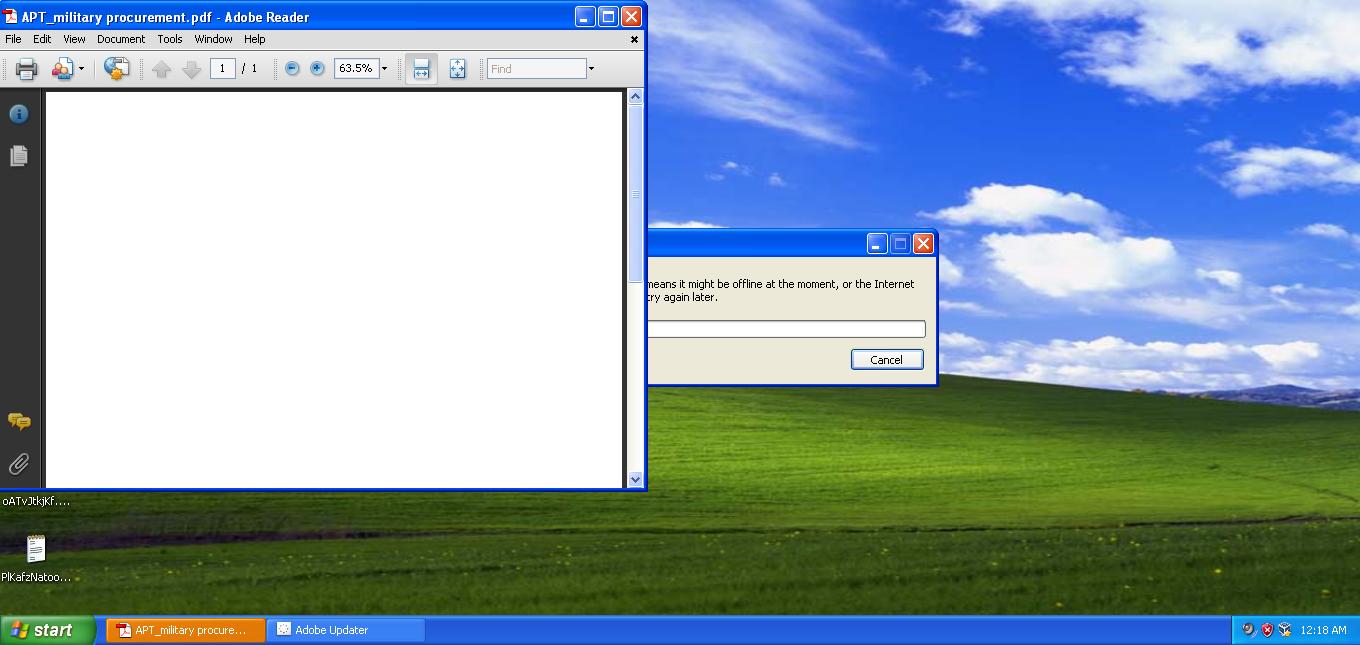 APT_military procurement.pdf - Adobe Reader
File Edit View Document Tools Window Help
1 / 1 63.5% Find
means it might be offline at the moment, or the Internet
try again later.
Cancel
oATvJtkjKf....
PlKafzNatoo...
start APT_military procure... Adobe Updater 12:18 AM